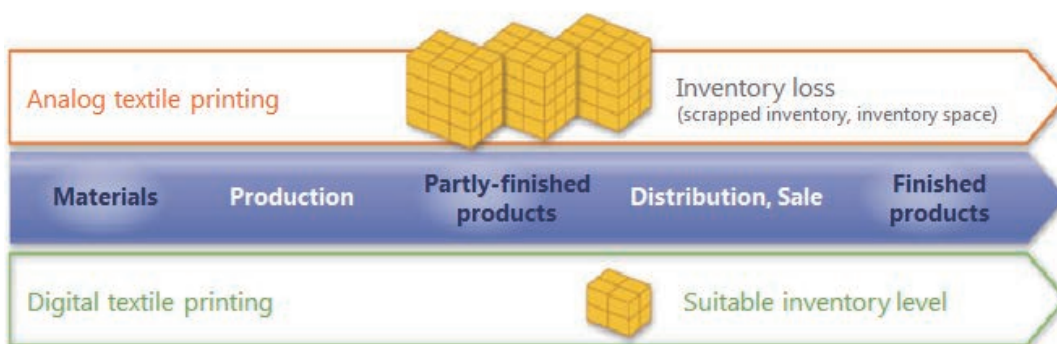 Analog textile printing
Inventory loss
(scrapped inventory, inventory space)
Materials
Production
Partly-finished
products
Distribution, Sale
Finished
products
Digital textile printing
Suitable inventory level